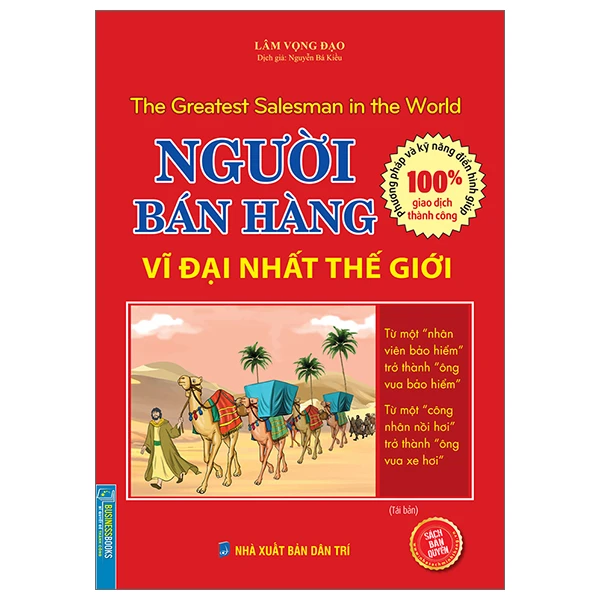 LÂM VỌNG ĐẠO
Dịch giả: Nguyễn Bá Kiều
The Greatest Salesman in the World
NGƯỜI
BÁN HÀNG
VĨ ĐẠI NHẤT THẾ GIỚI
Phương pháp và kỹ năng điển hình giúp
100%
giao dịch
thành công
Từ một "nhân
viên bảo hiểm"
trở thành "ông
vua bảo hiểm"
Từ một "công
nhân nồi hơi"
trở thành "ông
vua xe hơi"
(Tái bản)
BUSINESSBOOKS
NHÀ XUẤT BẢN DÂN TRÍ
SÁCH BẢN QUYỀN